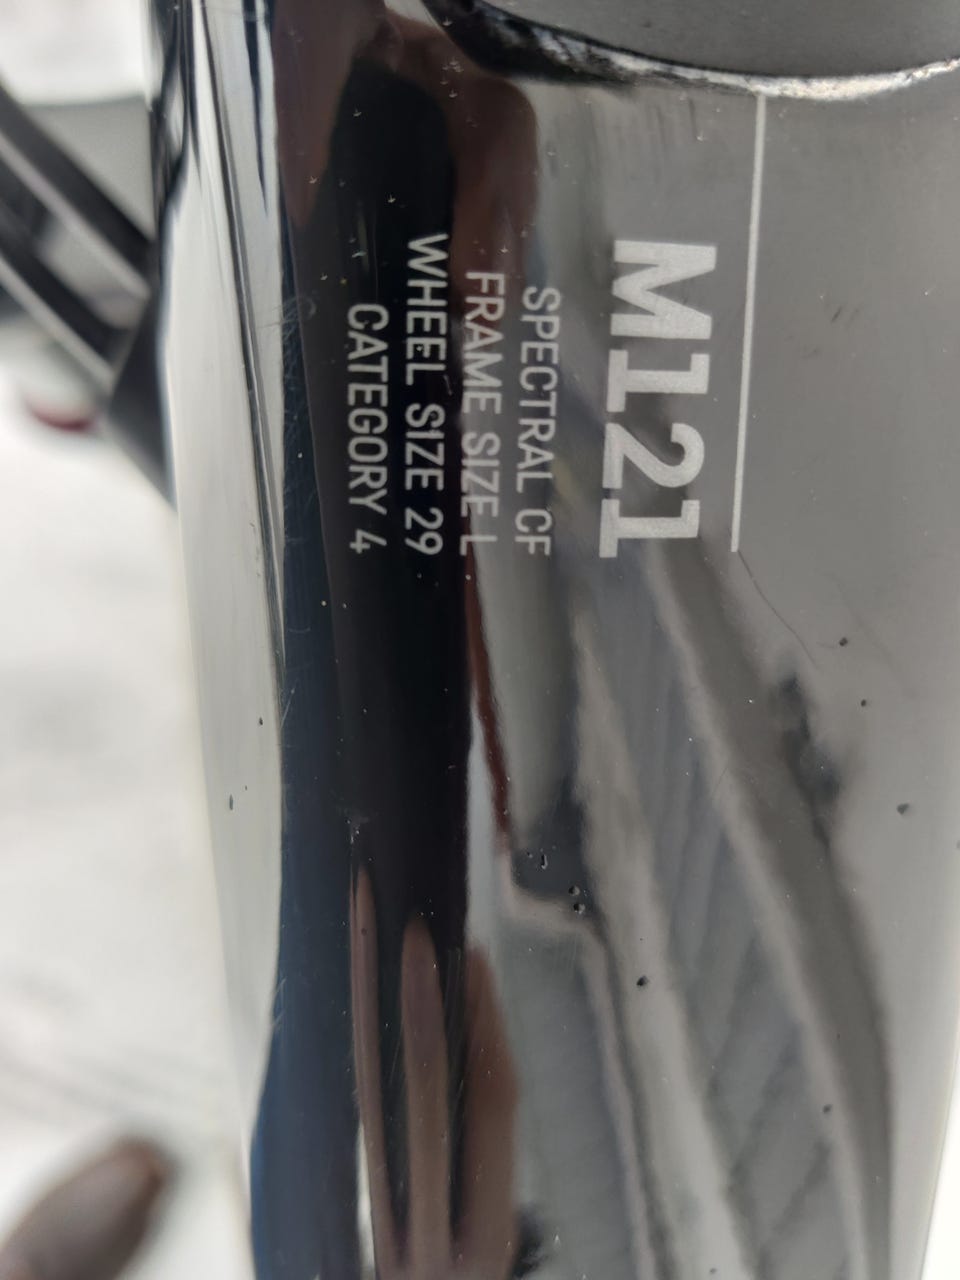 M121
SPECTRAL CF
FRAME SIZE L
WHEEL SIZE 29
CATEGORY 4